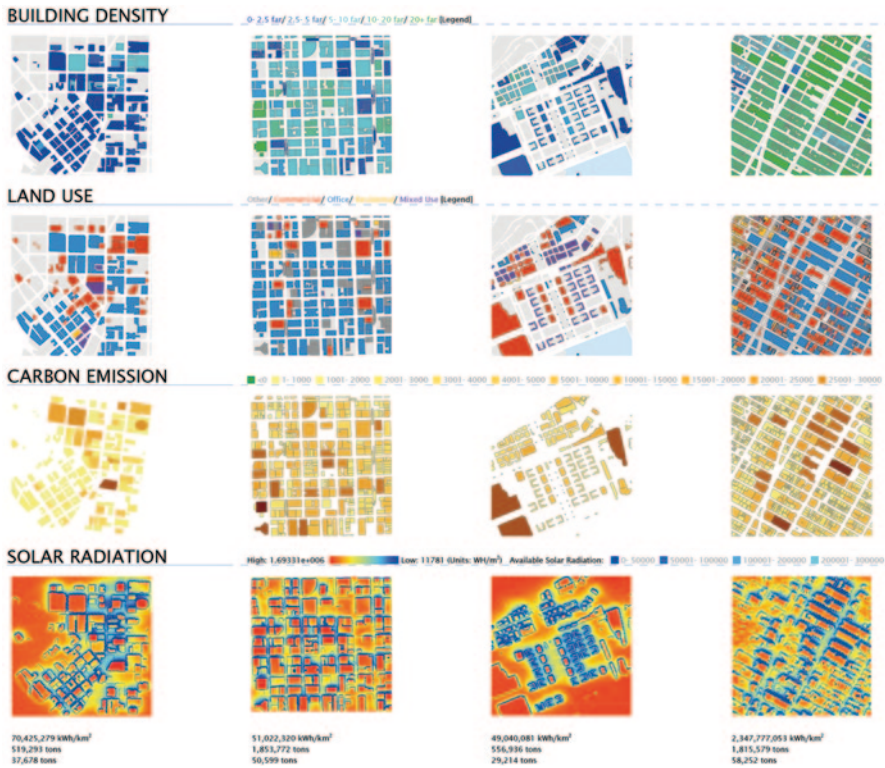 BUILDING DENSITY
0- 2.5 far/ 2.5- 5 far/ 5- 10 far/ 10- 20 far/ 20+ far [Legend]
LAND USE
Other/ Commercial/ Office/ Residential/ Mixed Use [Legend]
CARBON EMISSION
<0 1- 1000 1001- 2000 2001- 3000 3001- 4000 4001- 5000 5001- 10000 10001- 15000 15001- 20000 20001- 25000 25001- 30000
SOLAR RADIATION
High: 1.69331e+006 Low: 11781 (Units: WH/m²) Available Solar Radiation: 0- 50000 50001- 100000 100001- 200000 200001- 300000
70,425,279 kWh/km² 51,022,320 kWh/km² 49,040,081 kWh/km² 2,347,777,053 kWh/km²
519,293 tons 1,853,772 tons 556,936 tons 1,815,579 tons
37,678 tons 50,599 tons 29,214 tons 58,252 tons